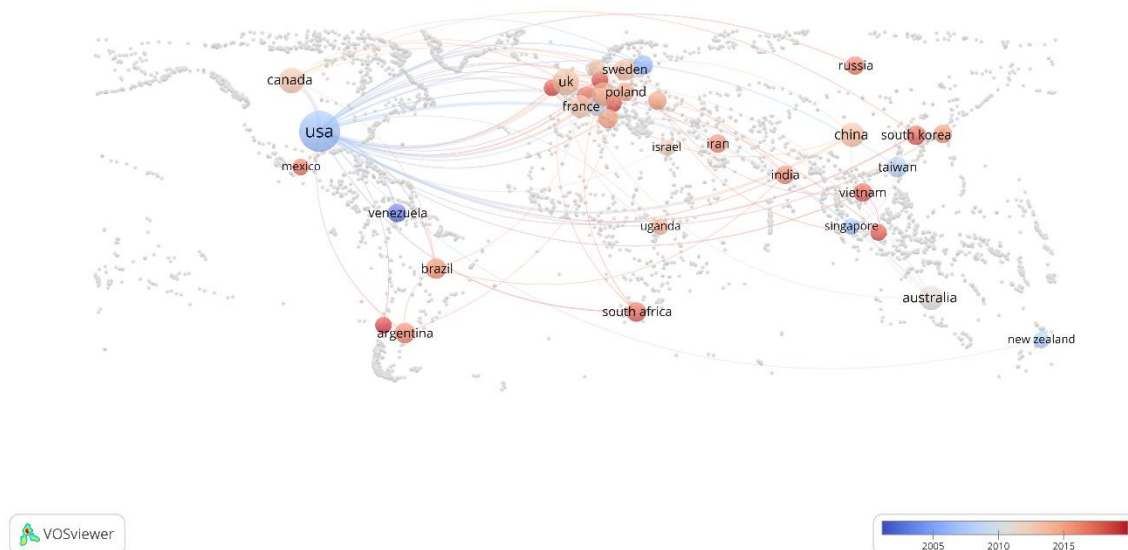 canada
usa
mexico
venezuela
brazil
argentina
uk
sweden
poland
france
israel
iran
uganda
south africa
russia
china
south korea
taiwan
india
vietnam
singapore
australia
new zealand
VOSviewer
2005 2010 2015